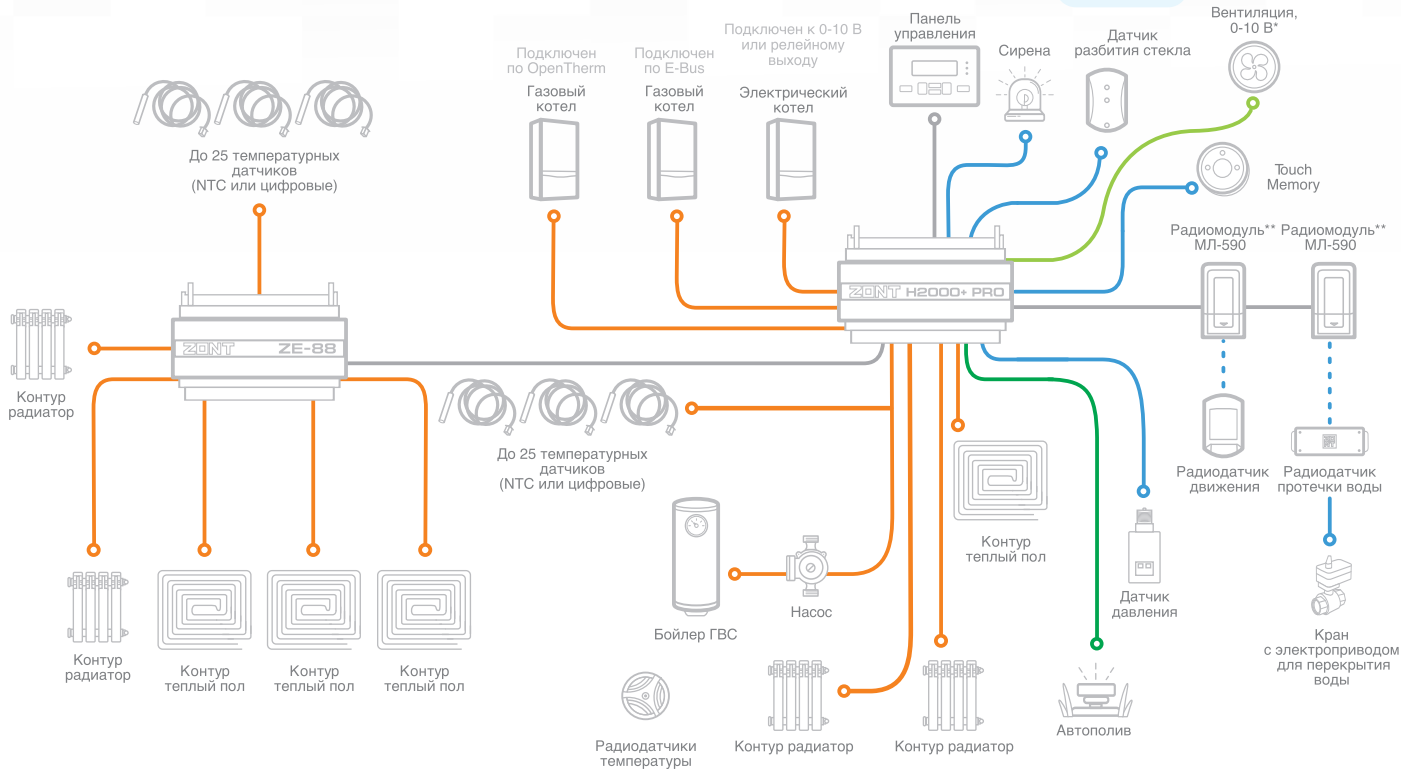 Вентиляция,
0-10 В*
Панель
управления
Датчик
разбития стекла
Сирена
Подключен к 0-10 В
или релейному
выходу
Подключен
по OpenTherm
Подключен
по E-Bus
Газовый
котел
Газовый
котел
Электрический
котел
До 25 температурных
датчиков
(NTC или цифровые)
Touch
Memory
Радиомодуль**
МЛ-590
Радиомодуль**
МЛ-590
ZONT H2000+ PRO
ZONT ZE-88
Контур
радиатор
До 25 температурных
датчиков
(NTC или цифровые)
Радиодатчик
движения
Радиодатчик
протечки воды
Контур
теплый пол
Датчик
давления
Насос
Бойлер ГВС
Кран
с электроприводом
для перекрытия
воды
Контур
радиатор
Контур
теплый пол
Контур
теплый пол
Контур
теплый пол
Автополив
Радиодатчики
температуры
Контур радиатор
Контур радиатор